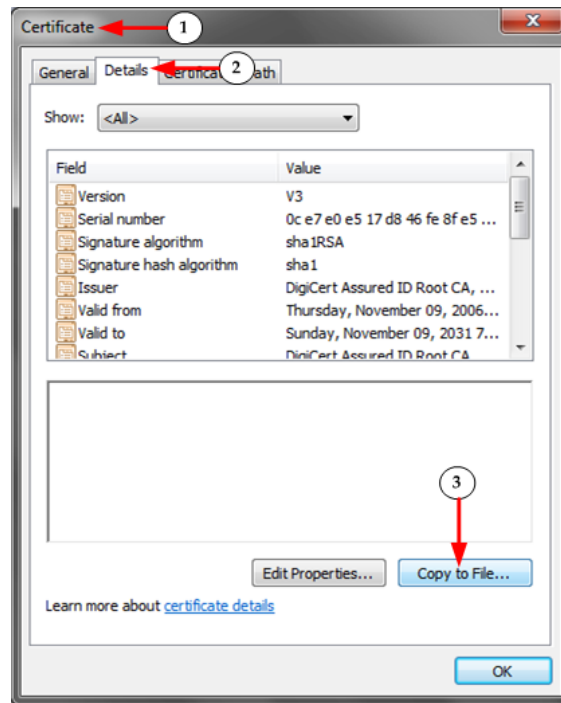 Certificate
1
General Details Certification Path
2
Show: <All>
Field Value
Version V3
Serial number 0c e7 e0 e5 17 d8 46 fe 8f e5 ...
Signature algorithm sha1RSA
Signature hash algorithm sha1
Issuer DigiCert Assured ID Root CA, ...
Valid from Thursday, November 09, 2006...
Valid to Sunday, November 09, 2031 7...
Subject DigiCert Assured ID Root CA
3
Edit Properties... Copy to File...
Learn more about certificate details
OK